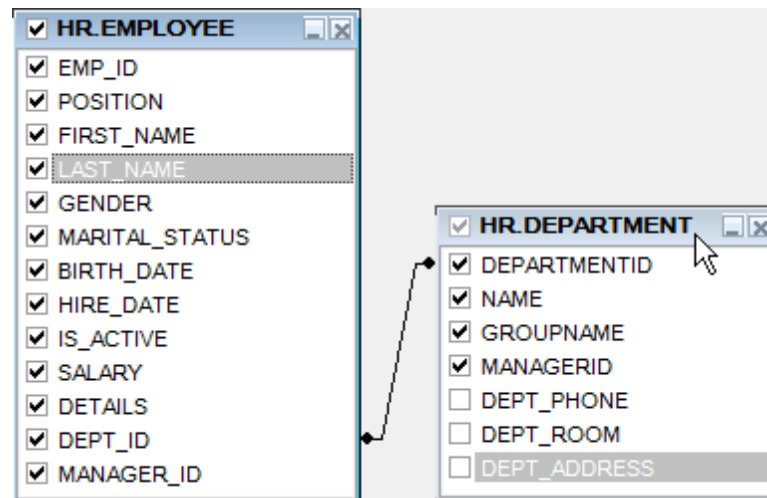 HR.EMPLOYEE
EMP_ID
POSITION
FIRST_NAME
LAST_NAME
GENDER
MARITAL_STATUS
BIRTH_DATE
HIRE_DATE
IS_ACTIVE
SALARY
DETAILS
DEPT_ID
MANAGER_ID
HR.DEPARTMENT
DEPARTMENTID
NAME
GROUPNAME
MANAGERID
DEPT_PHONE
DEPT_ROOM
DEPT_ADDRESS